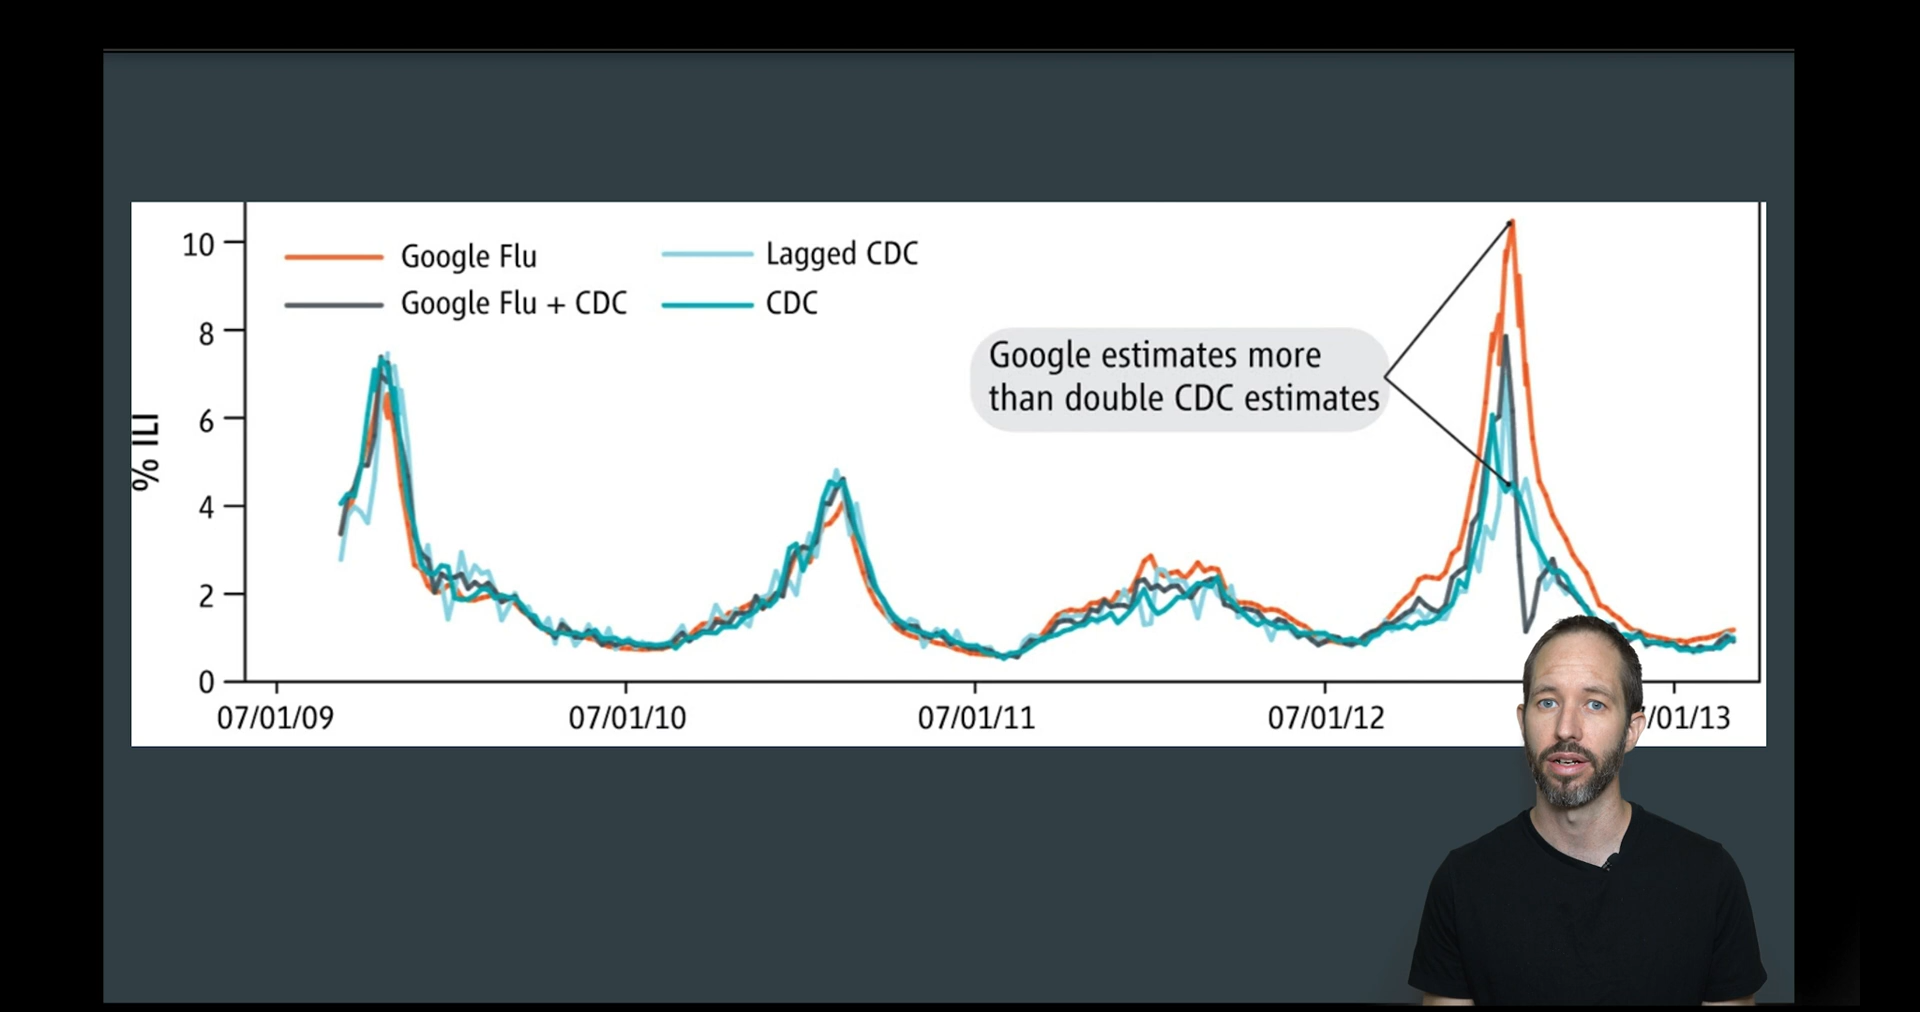 % ILI
10
8
6
4
2
0
Google Flu
Google Flu + CDC
Lagged CDC
CDC
Google estimates more
than double CDC estimates
07/01/09
07/01/10
07/01/11
07/01/12
/01/13